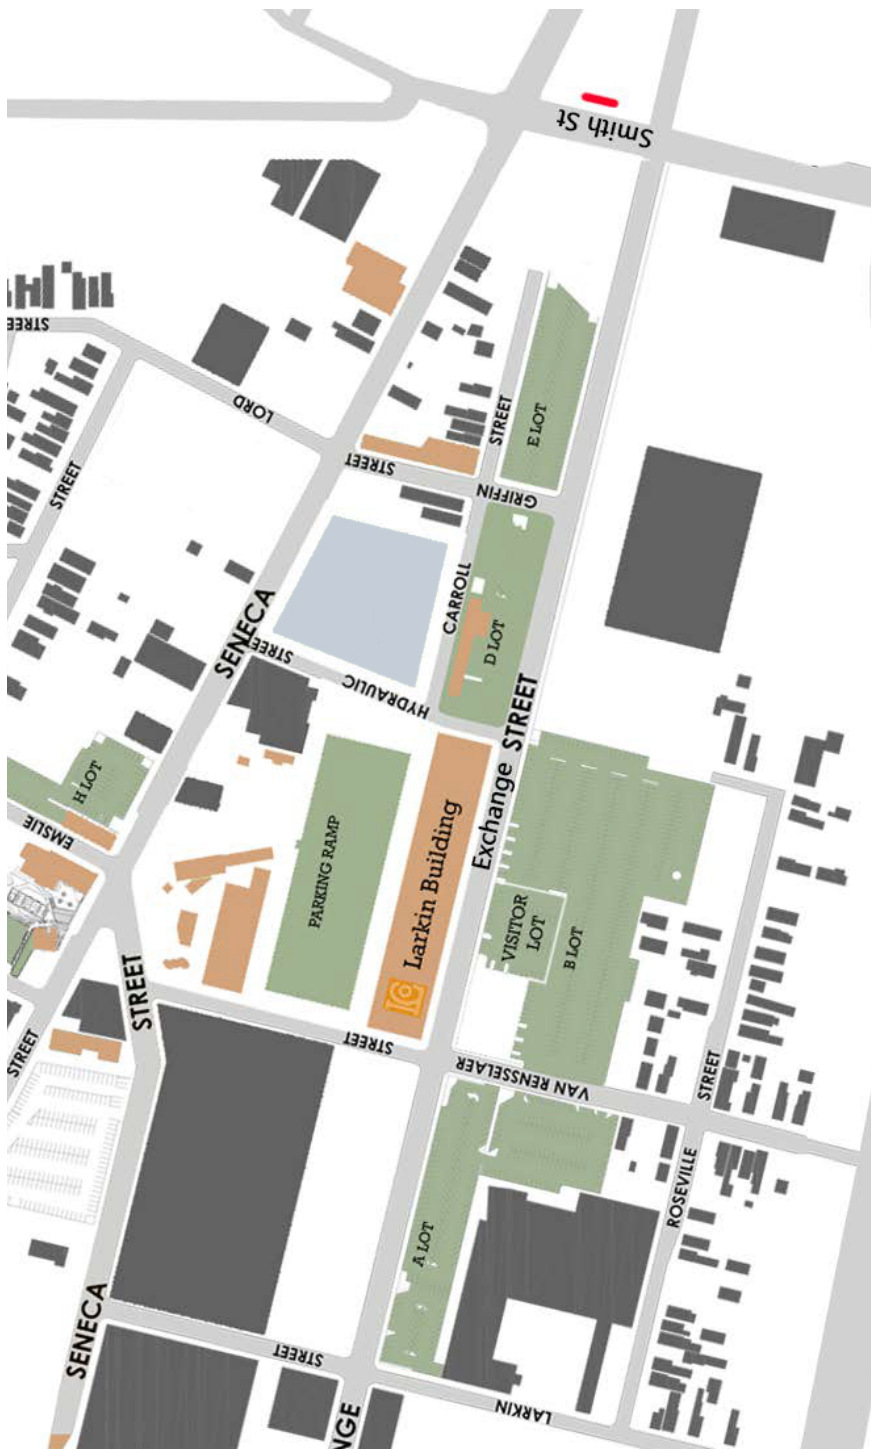 Smith St
STREET
LORD
STREET
STREET
STREET
E LOT
GRIFFIN
CARROLL
D LOT
SENECA
STREET
HYDRAULIC
Exchange STREET
H LOT
EMSLIE
PARKING RAMP
Larkin Building
VISITOR
LOT
B LOT
STREET
STREET
STREET
VAN RENSSELAER
STREET
ROSEVILLE
A LOT
SENECA
STREET
LARKIN
NGE